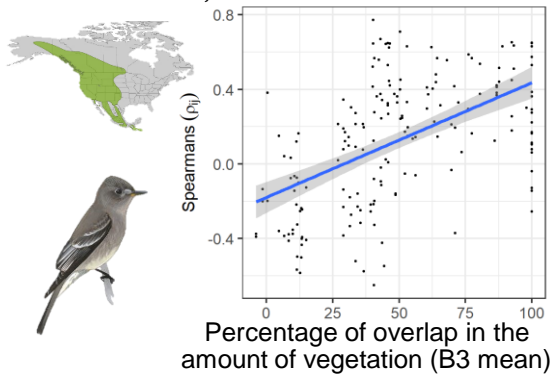 0.8
0.4
0.0
-0.4
Spearmans (ρij)
0 25 50 75 100
Percentage of overlap in the
amount of vegetation (B3 mean)